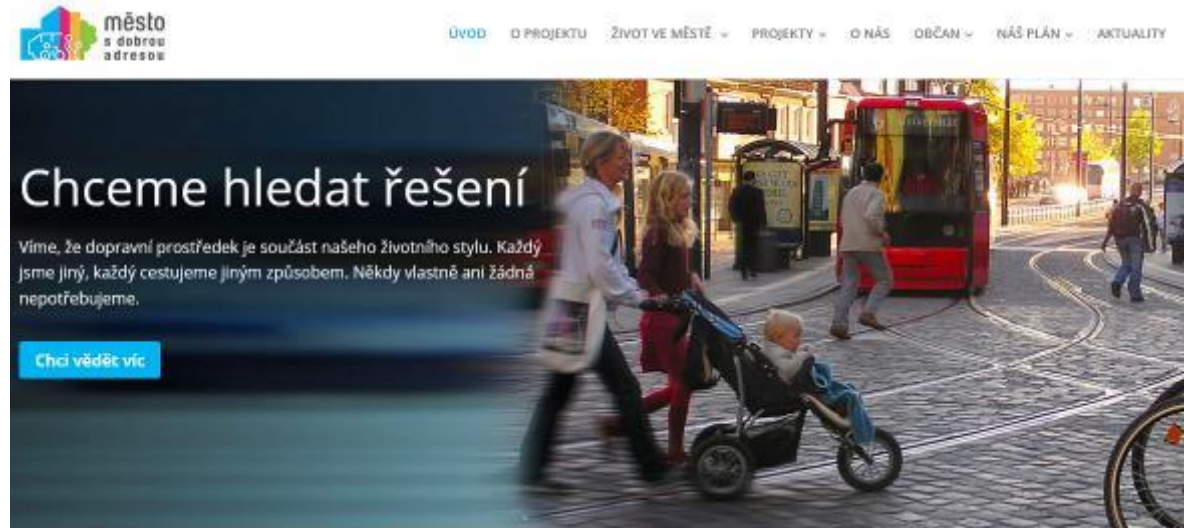 město
s dobrou
adresou
ÚVOD O PROJEKTU ŽIVOT VE MĚSTĚ PROJEKTY O NÁS OBČAN NÁŠ PLÁN AKTUALITY
Chceme hledat řešení
Víme, že dopravní prostředek je součást našeho životního stylu. Každý
jsme jiný, každý cestujeme jiným způsobem. Někdy vlastně ani žádná
nepotřebujeme.
Chci vědět víc